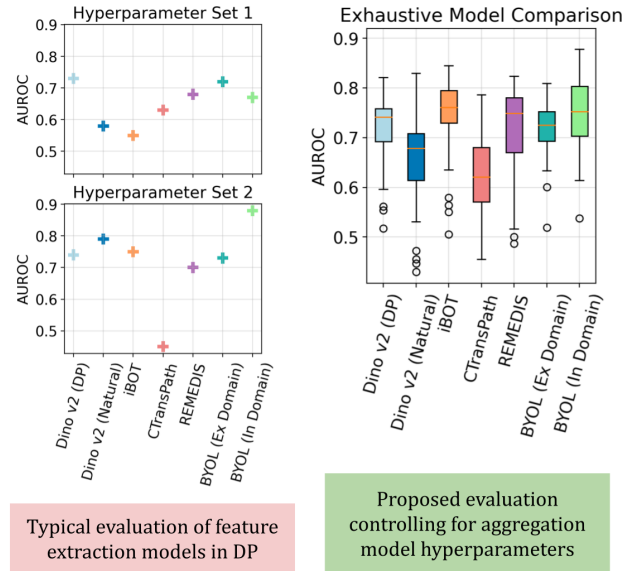 Hyperparameter Set 1
0.9
0.8
0.7
0.6
0.5
AUROC
Hyperparameter Set 2
0.9
0.8
0.7
0.6
0.5
AUROC
Dino v2 (DP)
Dino v2 (Natural)
iBOT
CTransPath
REMEDIS
BYOL (Ex Domain)
BYOL (In Domain)
Typical evaluation of feature
extraction models in DP
Exhaustive Model Comparison
0.9
0.8
0.7
0.6
0.5
AUROC
Dino v2 (DP)
Dino v2 (Natural)
iBOT
CTransPath
REMEDIS
BYOL (Ex Domain)
BYOL (In Domain)
Proposed evaluation
controlling for aggregation
model hyperparameters